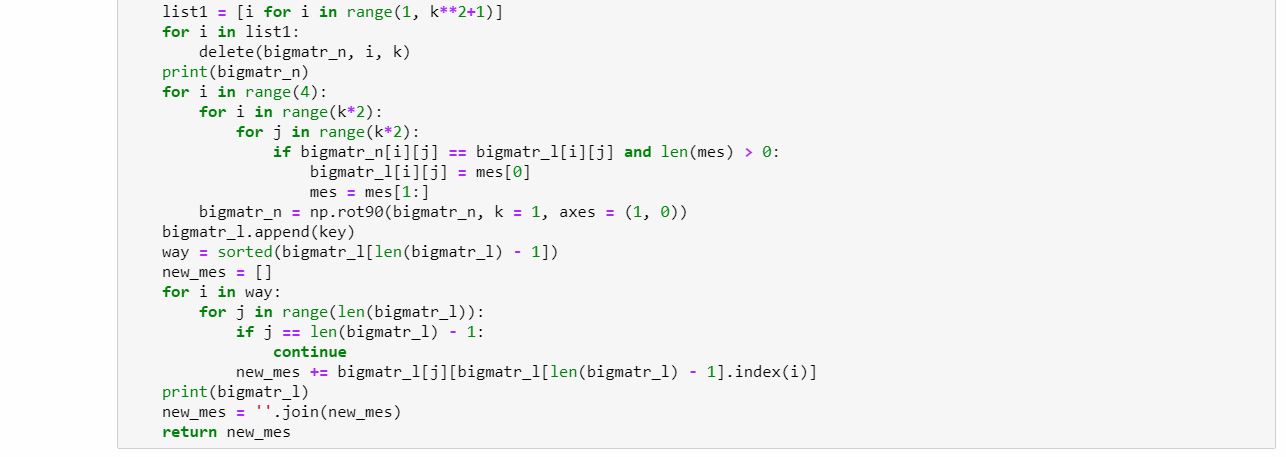 list1 = [i for i in range(1, k**2+1)]
for i in list1:
    delete(bigmatr_n, i, k)
print(bigmatr_n)
for i in range(4):
    for i in range(k*2):
        for j in range(k*2):
            if bigmatr_n[i][j] == bigmatr_l[i][j] and len(mes) > 0:
                bigmatr_l[i][j] = mes[0]
                mes = mes[1:]
    bigmatr_n = np.rot90(bigmatr_n, k = 1, axes = (1, 0))
bigmatr_l.append(key)
way = sorted(bigmatr_l[len(bigmatr_l) - 1])
new_mes = []
for i in way:
    for j in range(len(bigmatr_l)):
        if j == len(bigmatr_l) - 1:
            continue
        new_mes += bigmatr_l[j][bigmatr_l[len(bigmatr_l) - 1].index(i)]
print(bigmatr_l)
new_mes = ''.join(new_mes)
return new_mes